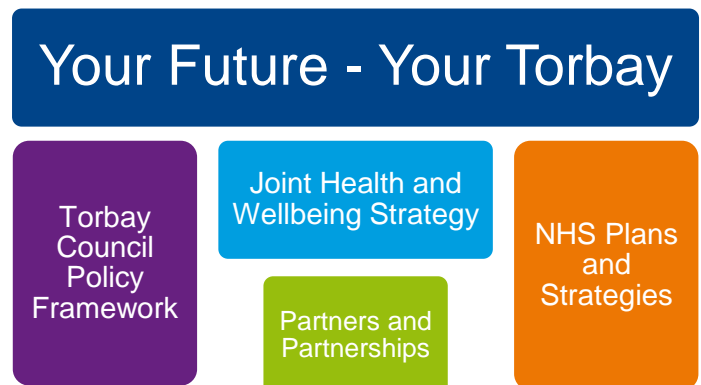 Your Future - Your Torbay
Torbay
Council
Policy
Framework
Joint Health and
Wellbeing Strategy
Partners and
Partnerships
NHS Plans
and
Strategies